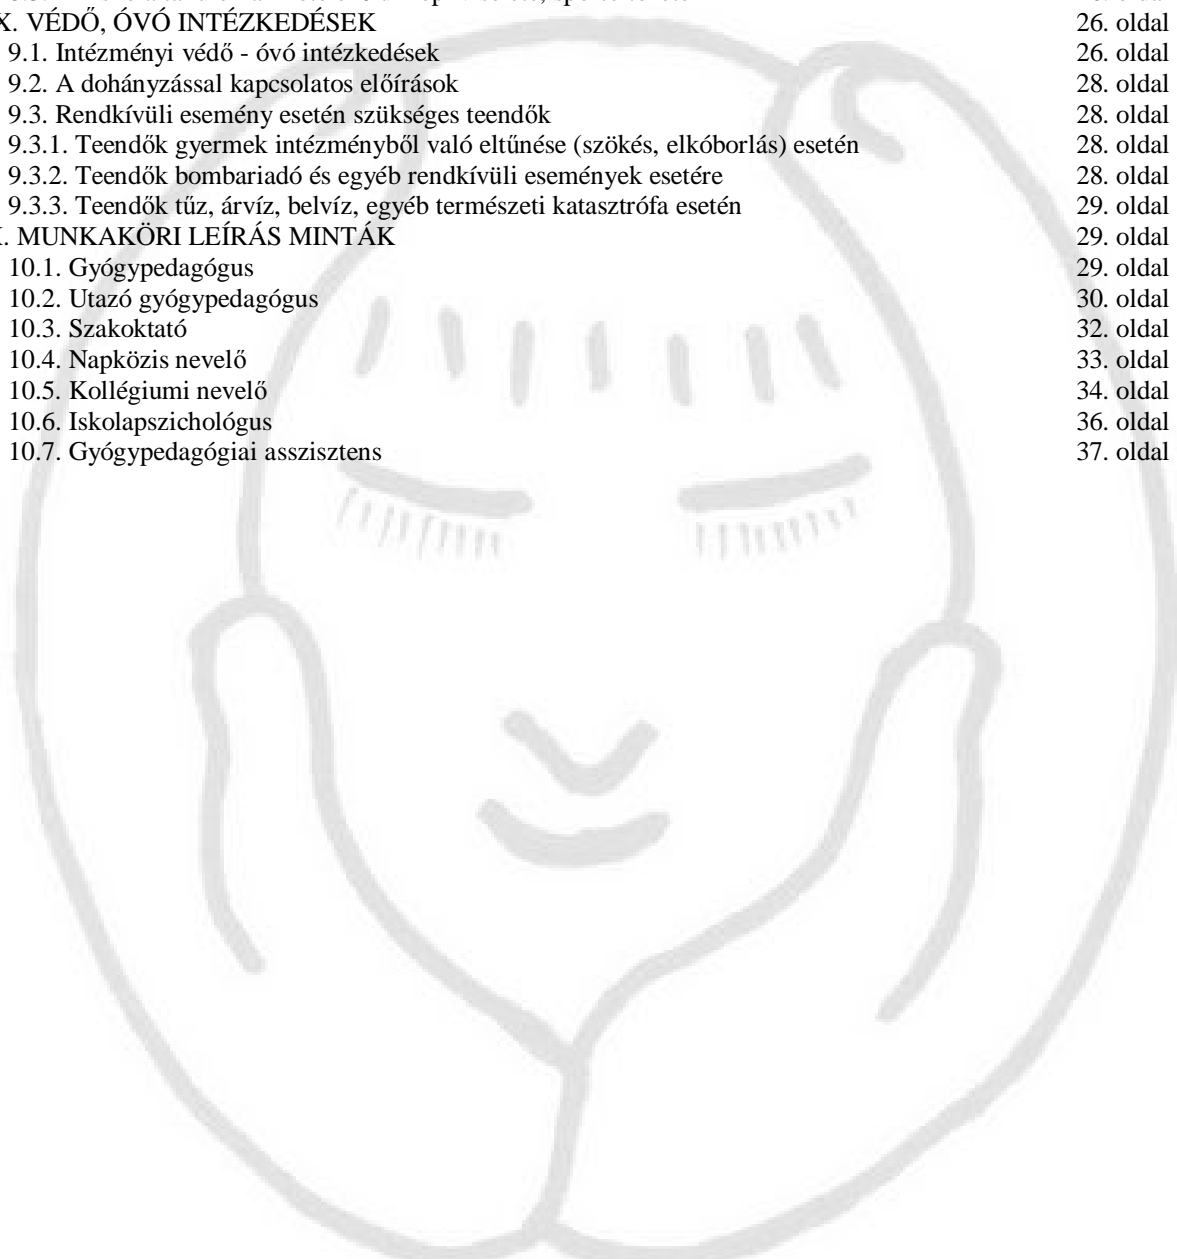 X. VÉDŐ, ÓVÓ INTÉZKEDÉSEK 26. oldal
9.1. Intézményi védő - óvó intézkedések 26. oldal
9.2. A dohányzással kapcsolatos előírások 28. oldal
9.3. Rendkívüli esemény esetén szükséges teendők 28. oldal
9.3.1. Teendők gyermek intézményből való eltűnése (szökés, elkóborlás) esetén 28. oldal
9.3.2. Teendők bombariadó és egyéb rendkívüli események esetére 28. oldal
9.3.3. Teendők tűz, árvíz, belvíz, egyéb természeti katasztrófa esetén 29. oldal
. MUNKAKÖRI LEÍRÁS MINTÁK 29. oldal
10.1. Gyógypedagógus 29. oldal
10.2. Utazó gyógypedagógus 30. oldal
10.3. Szakoktató 32. oldal
10.4. Napközis nevelő 33. oldal
10.5. Kollégiumi nevelő 34. oldal
10.6. Iskolapszichológus 36. oldal
10.7. Gyógypedagógiai asszisztens 37. oldal